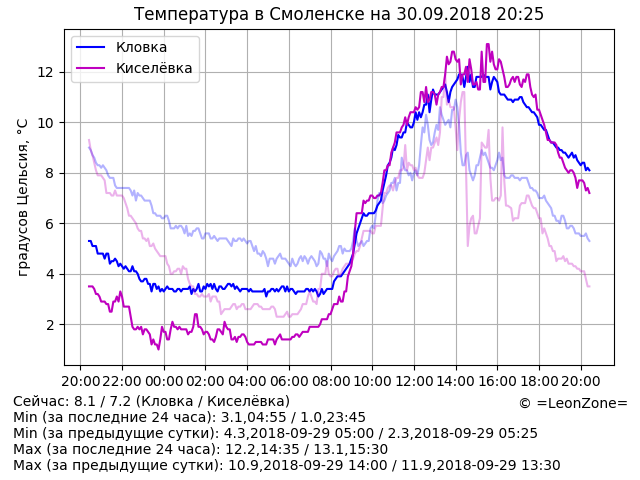 Температура в Смоленске на 30.09.2018 20:25
Кловка
Киселёвка
градусов Цельсия, °C
12
10
8
6
4
2
20:00 22:00 00:00 02:00 04:00 06:00 08:00 10:00 12:00 14:00 16:00 18:00 20:00
Сейчас: 8.1 / 7.2 (Кловка / Киселёвка)
© =LeonZone=
Min (за последние 24 часа): 3.1,04:55 / 1.0,23:45
Min (за предыдущие сутки): 4.3,2018-09-29 05:00 / 2.3,2018-09-29 05:25
Max (за последние 24 часа): 12.2,14:35 / 13.1,15:30
Max (за предыдущие сутки): 10.9,2018-09-29 14:00 / 11.9,2018-09-29 13:30